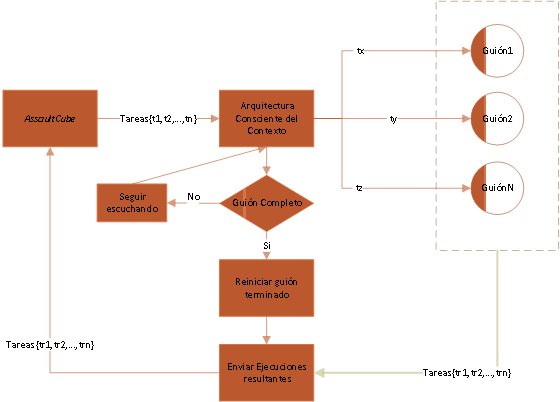 AssaultCube
Tareas{t1, t2,...,tn}
Arquitectura
Consciente del
Contexto
tx
ty
tz
Guión1
Guión2
GuiónN
Seguir
escuchando
No
Guión Completo
Si
Reiniciar guión
terminado
Tareas{tr1, tr2,..., trn}
Enviar Ejecuciones
resultantes
Tareas{tr1, tr2,..., trn}